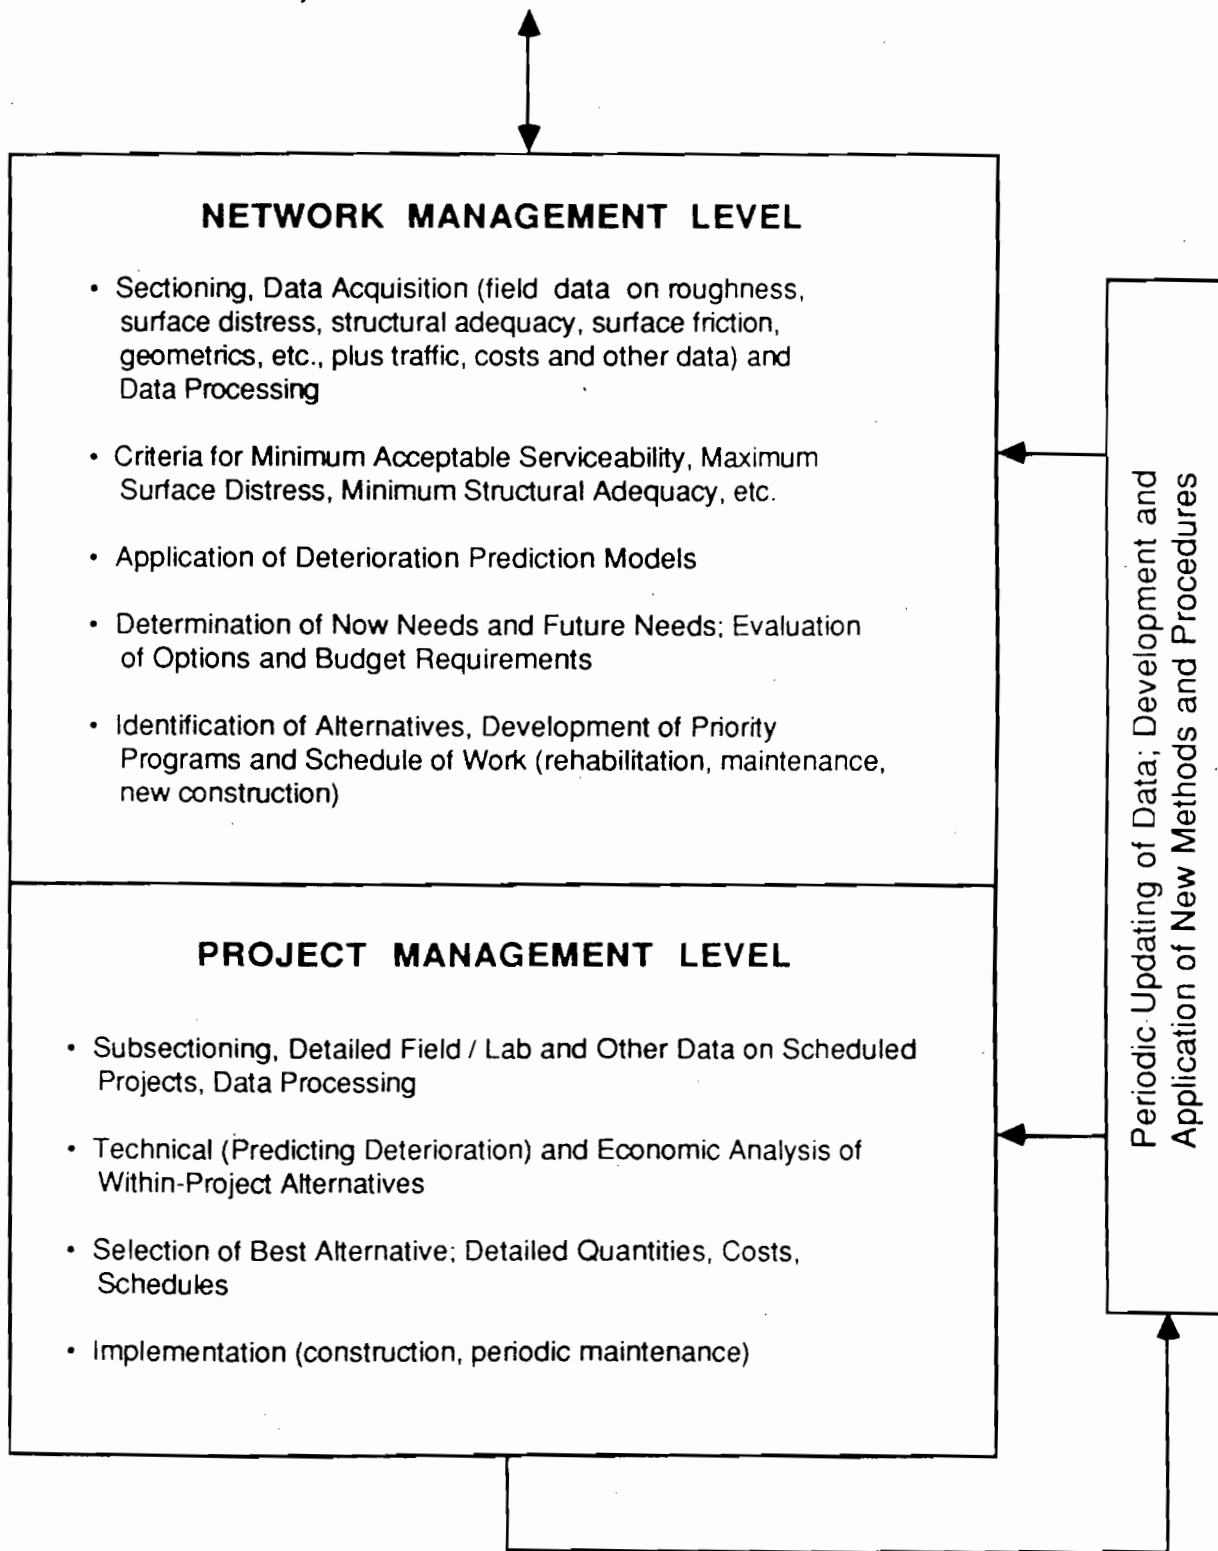 NETWORK MANAGEMENT LEVEL
• Sectioning, Data Acquisition (field data on roughness,
surface distress, structural adequacy, surface friction,
geometrics, etc., plus traffic, costs and other data) and
Data Processing
• Criteria for Minimum Acceptable Serviceability, Maximum
Surface Distress, Minimum Structural Adequacy, etc.
• Application of Deterioration Prediction Models
• Determination of Now Needs and Future Needs; Evaluation
of Options and Budget Requirements
• Identification of Alternatives, Development of Priority
Programs and Schedule of Work (rehabilitation, maintenance,
new construction)
PROJECT MANAGEMENT LEVEL
• Subsectioning, Detailed Field / Lab and Other Data on Scheduled
Projects, Data Processing
• Technical (Predicting Deterioration) and Economic Analysis of
Within-Project Alternatives
• Selection of Best Alternative; Detailed Quantities, Costs,
Schedules
• Implementation (construction, periodic maintenance)
Periodic Updating of Data; Development and
Application of New Methods and Procedures